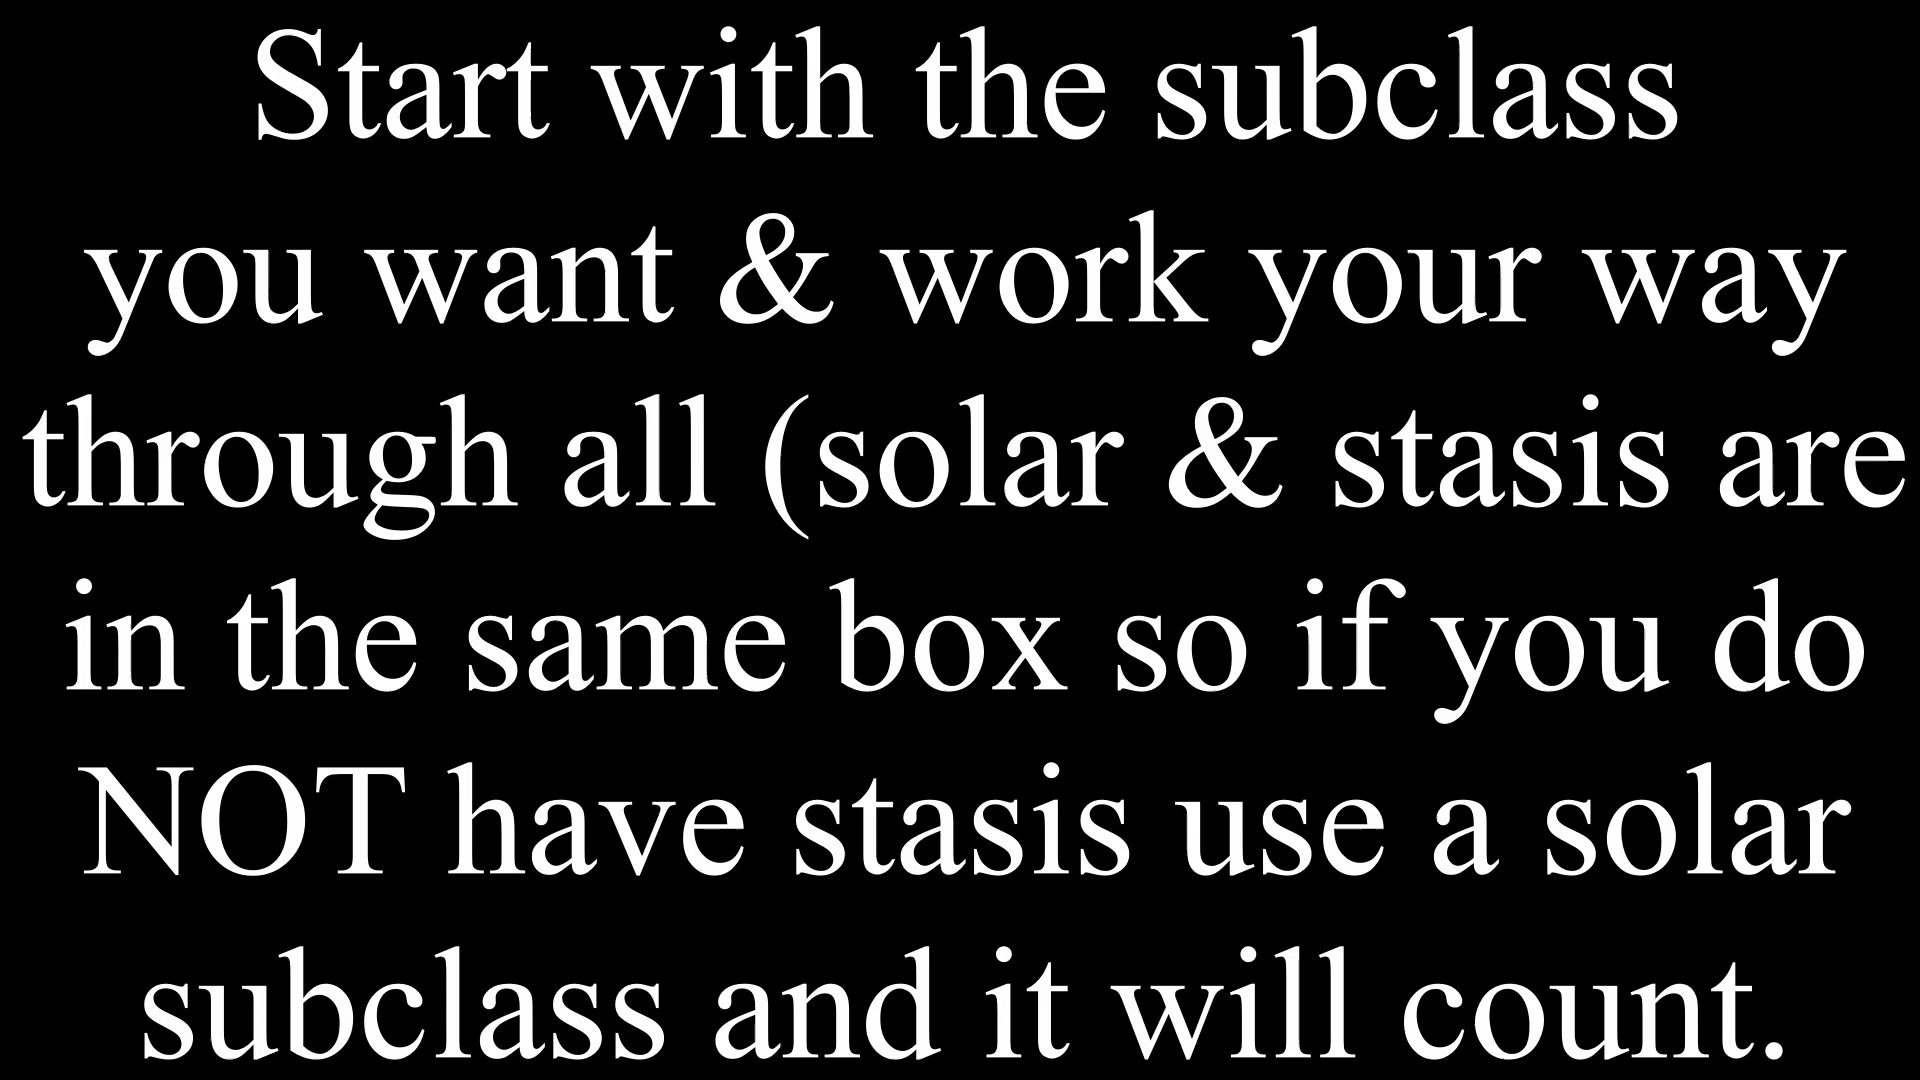 Start with the subclass
you want & work your way
through all (solar & stasis are
in the same box so if you do
NOT have stasis use a solar
subclass and it will count.